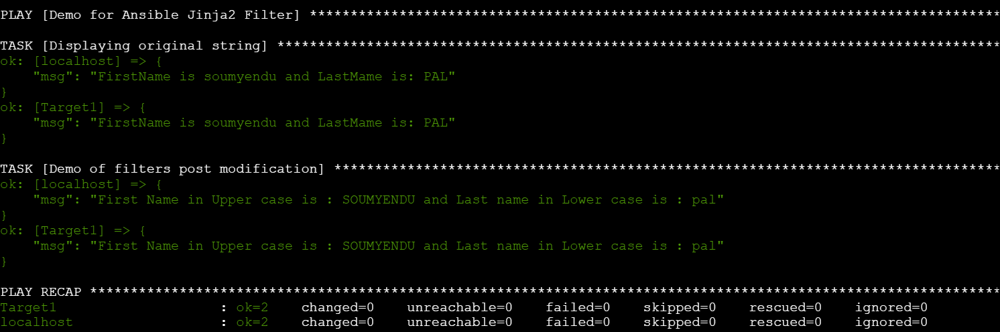 PLAY [Demo for Ansible Jinja2 Filter] *************************************************************************************
TASK [Displaying original string] *****************************************************************************************
ok: [localhost] => {
    "msg": "FirstName is soumyendu and LastMame is: PAL"
}
ok: [Target1] => {
    "msg": "FirstName is soumyendu and LastMame is: PAL"
}
TASK [Demo of filters post modification] **********************************************************************************
ok: [localhost] => {
    "msg": "First Name in Upper case is : SOUMYENDU and Last name in Lower case is : pal"
}
ok: [Target1] => {
    "msg": "First Name in Upper case is : SOUMYENDU and Last name in Lower case is : pal"
}
PLAY RECAP ****************************************************************************************************************
Target1                    : ok=2    changed=0    unreachable=0    failed=0    skipped=0    rescued=0    ignored=0
localhost                  : ok=2    changed=0    unreachable=0    failed=0    skipped=0    rescued=0    ignored=0